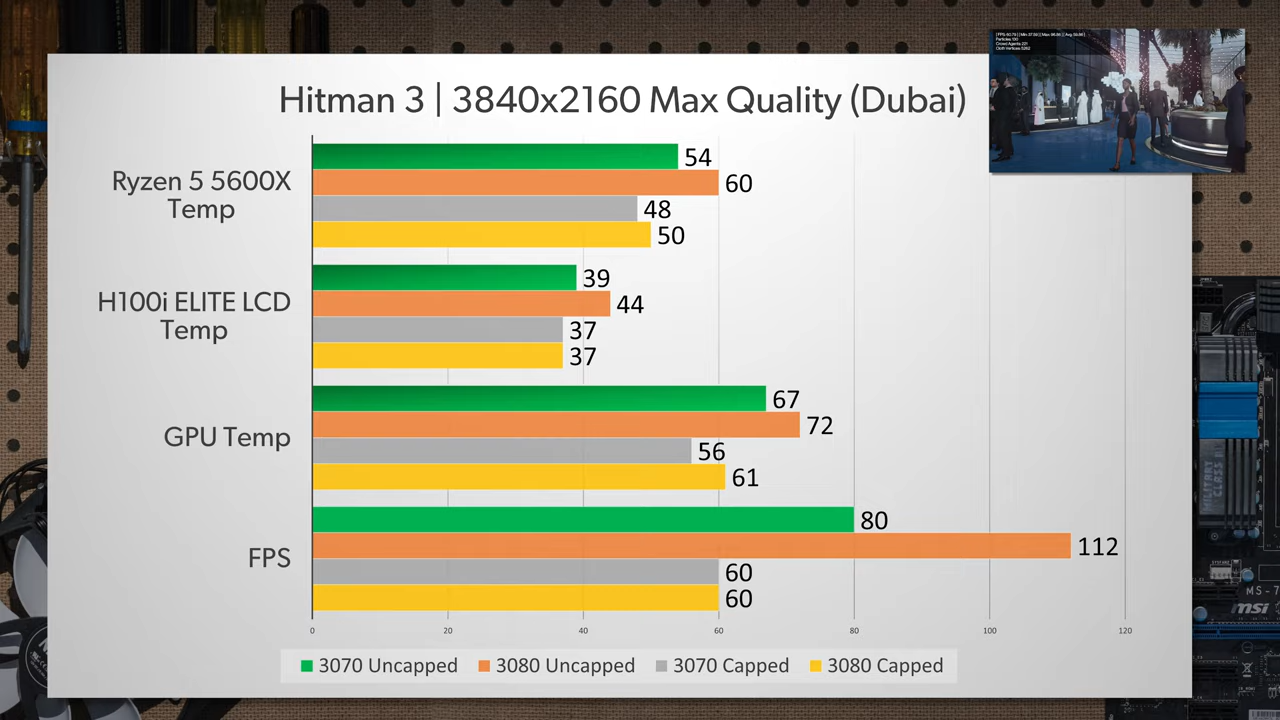 Hitman 3 | 3840x2160 Max Quality (Dubai)
Ryzen 5 5600X
Temp
54
60
48
50
H100i ELITE LCD
Temp
39
44
37
37
GPU Temp
67
72
56
61
FPS
80
112
60
60
0 20 40 60 80 100 120
3070 Uncapped 3080 Uncapped 3070 Capped 3080 Capped
MILITARY
CLASS
MS-7
msi